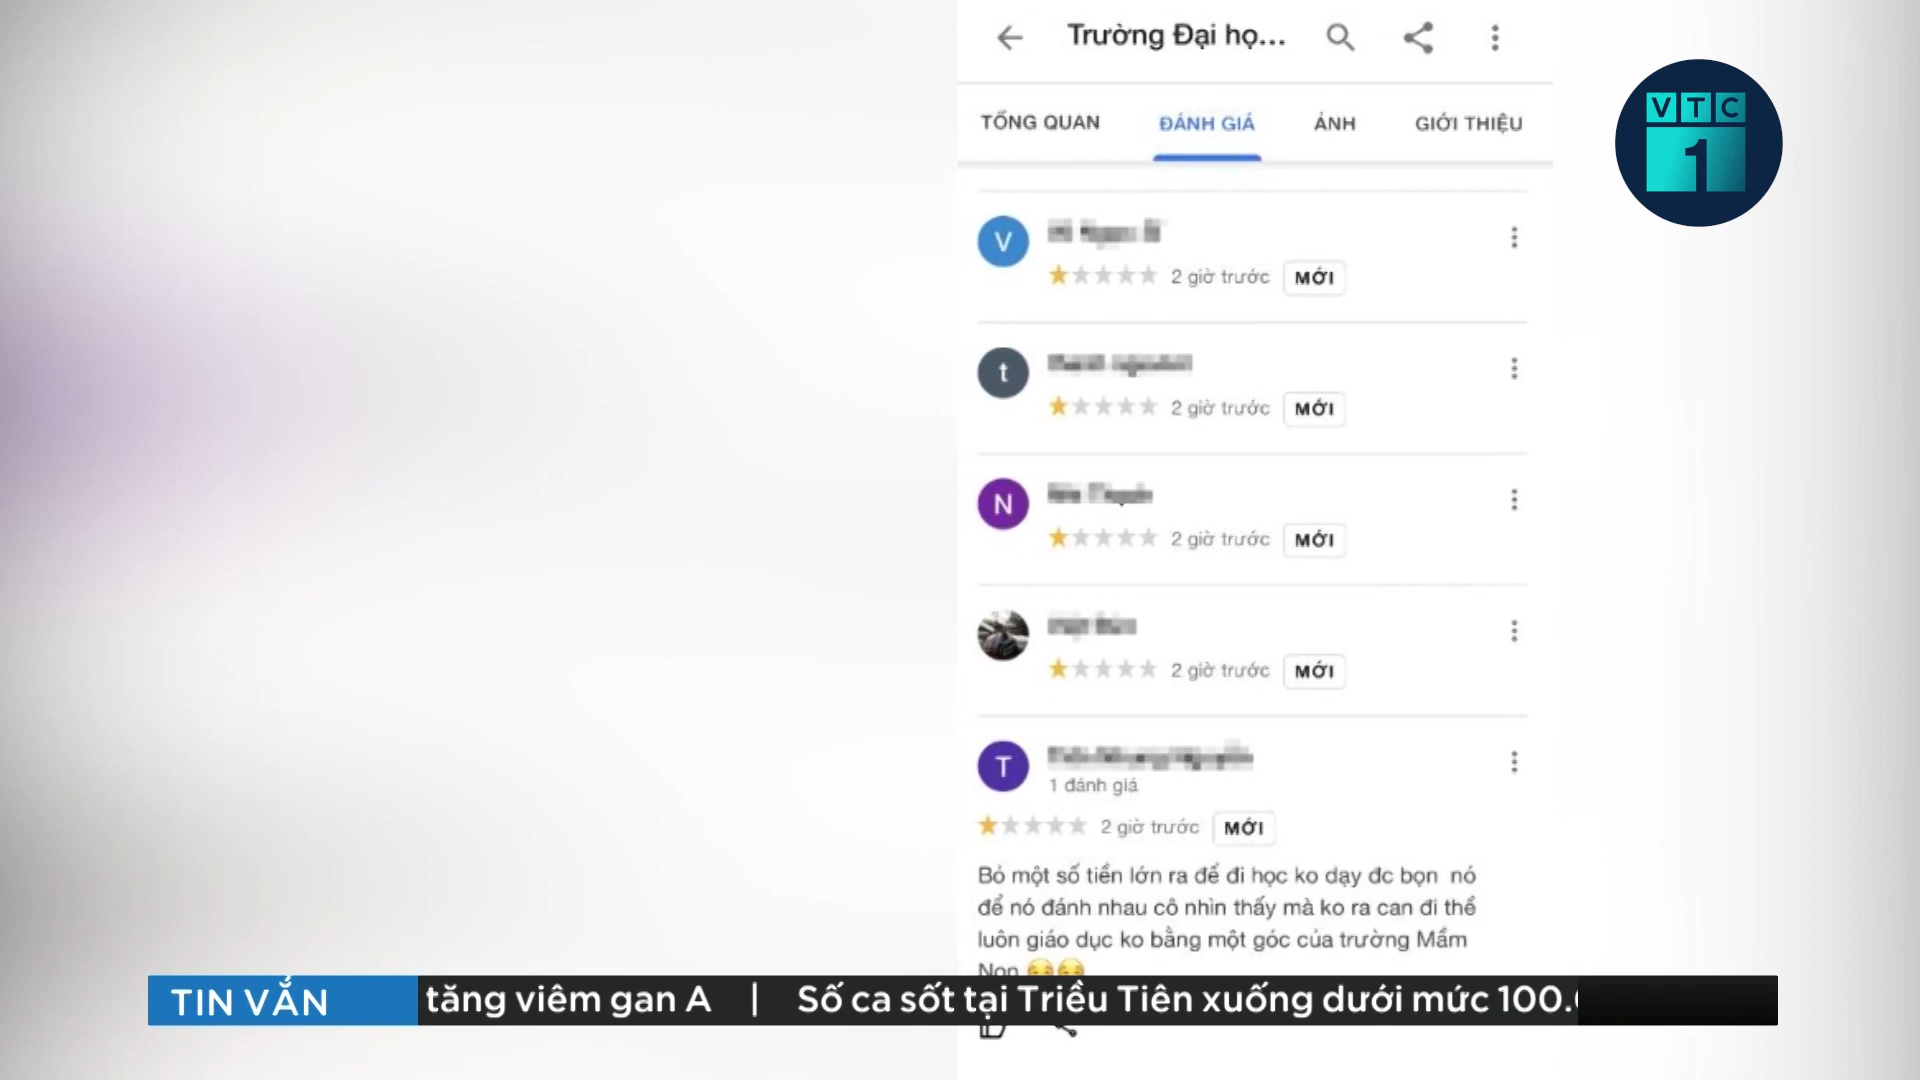 Trường Đại họ...
VTC
1
TỔNG QUAN ĐÁNH GIÁ ẢNH GIỚI THIỆU
V
2 giờ trước MỚI
t
2 giờ trước MỚI
N
2 giờ trước MỚI
2 giờ trước MỚI
T
1 đánh giá
2 giờ trước MỚI
Bỏ một số tiền lớn ra để đi học ko dạy đc bọn nó
để nó đánh nhau cô nhìn thấy mà ko ra can đi thế
luôn giáo dục ko bằng một góc của trường Mầm
Non 😏😏
TIN VẮN tăng viêm gan A | Số ca sốt tại Triều Tiên xuống dưới mức 100.